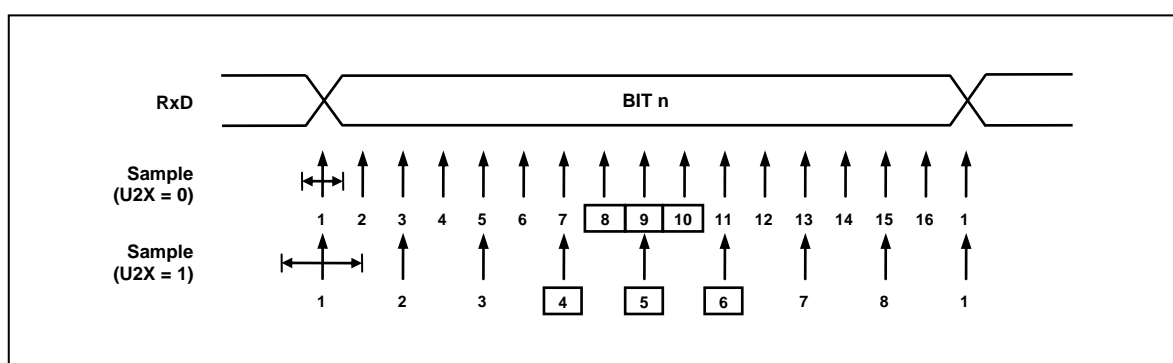 RxD BIT n
Sample
(U2X = 0)
1 2 3 4 5 6 7 8 9 10 11 12 13 14 15 16 1
Sample
(U2X = 1)
1 2 3 4 5 6 7 8 1